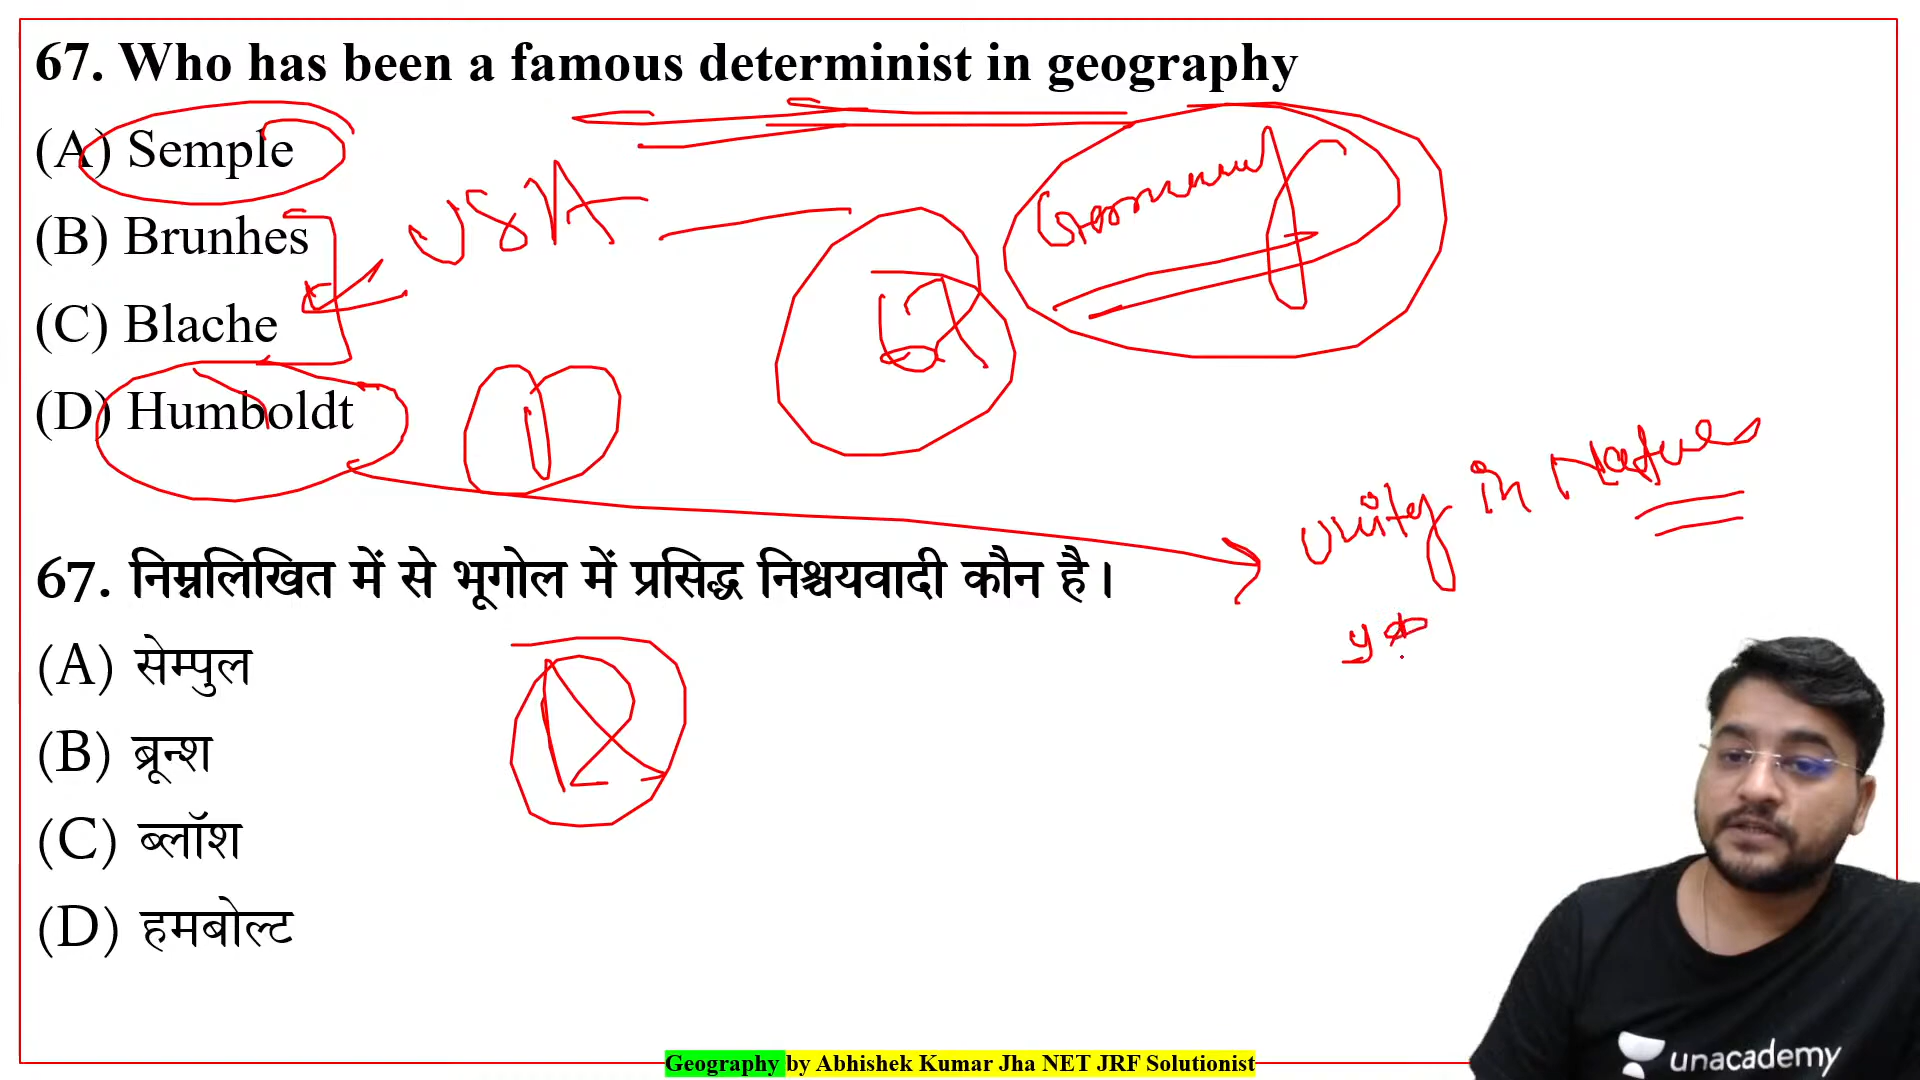 67. Who has been a famous determinist in geography
(A) Semple
(B) Brunhes
(C) Blache
(D) Humboldt
USA
Germany
Unity in Nature
67. निम्नलिखित में से भूगोल में प्रसिद्ध निश्चयवादी कौन है।
(A) सेम्पुल
(B) ब्रून्श
(C) ब्लॉश
(D) हमबोल्ट
unacademy
Geography by Abhishek Kumar Jha NET JRF Solutionist